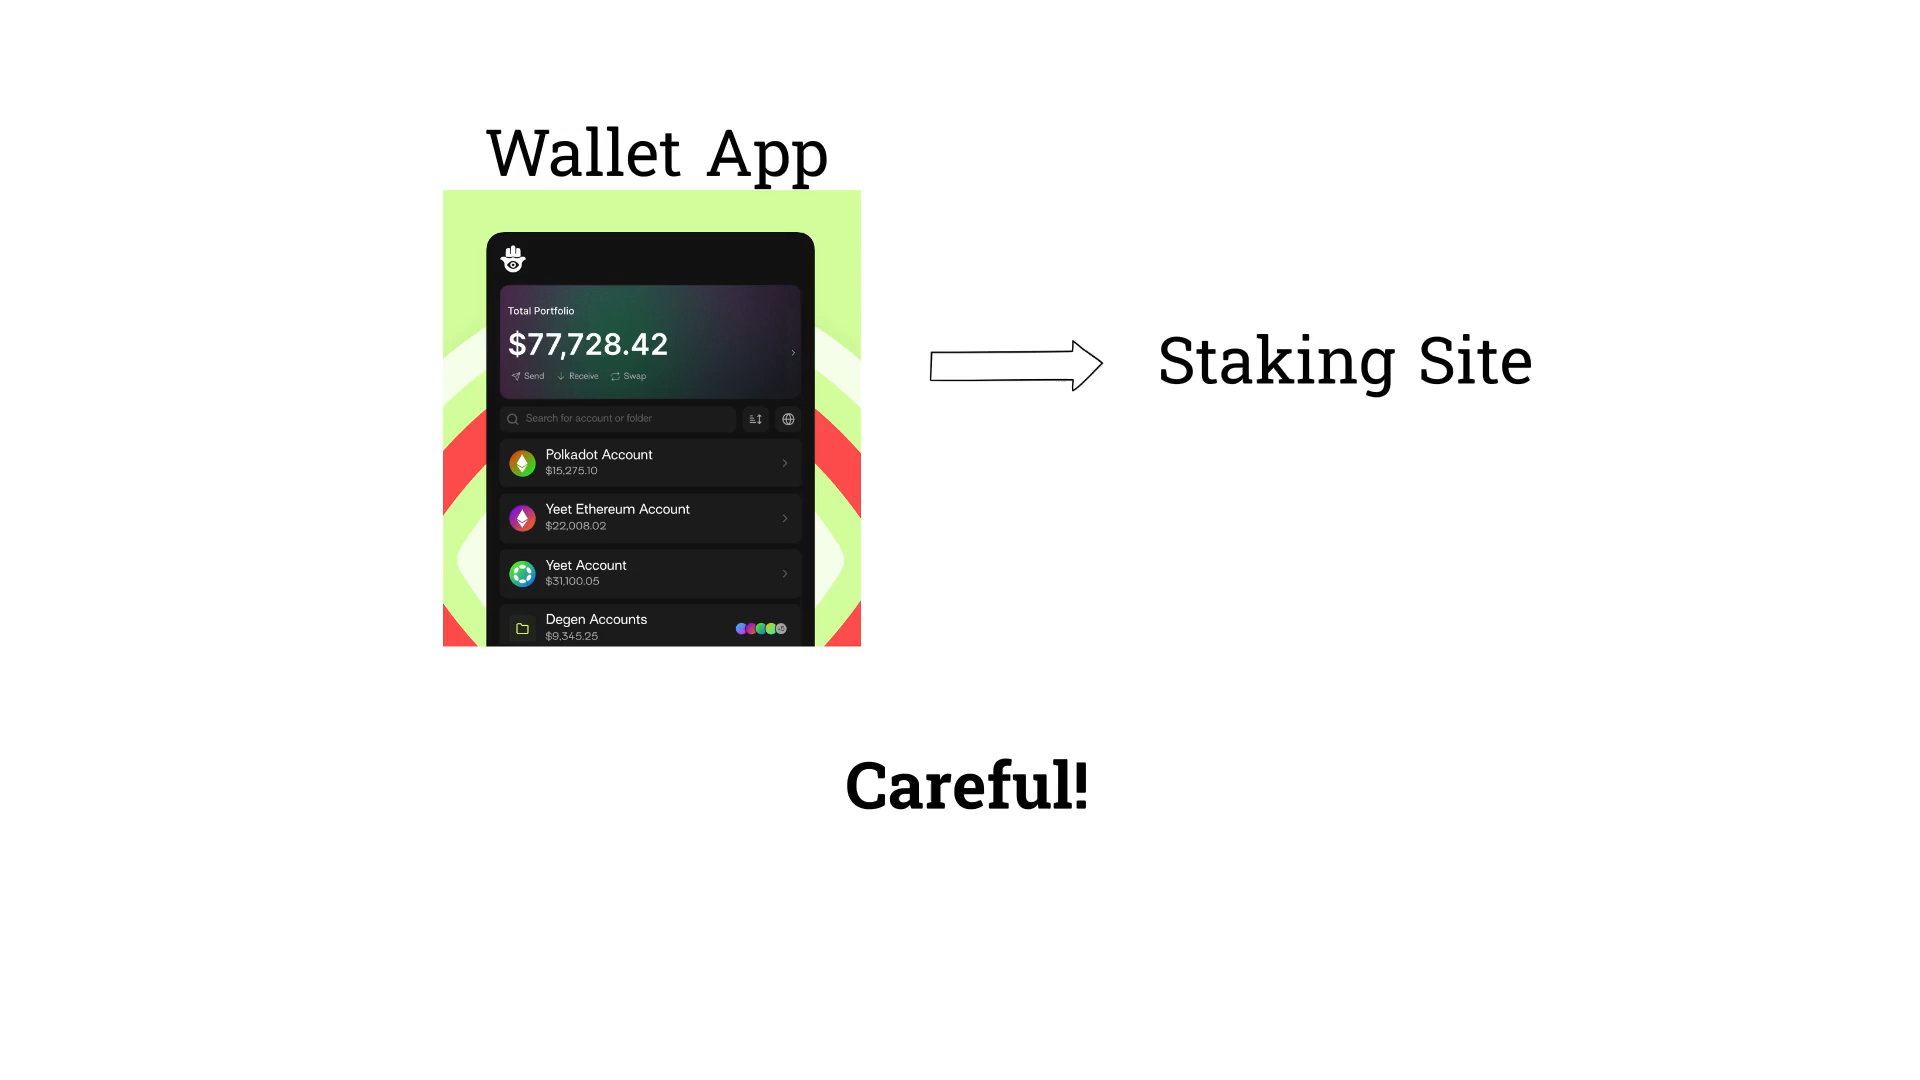 Wallet App
Total Portfolio
$77,728.42
Send Receive Swap
Search for account or folder
Polkadot Account
$15,275.10
Yeet Ethereum Account
$22,008.02
Yeet Account
$31,100.05
Degen Accounts
$9,345.25
Staking Site
Careful!